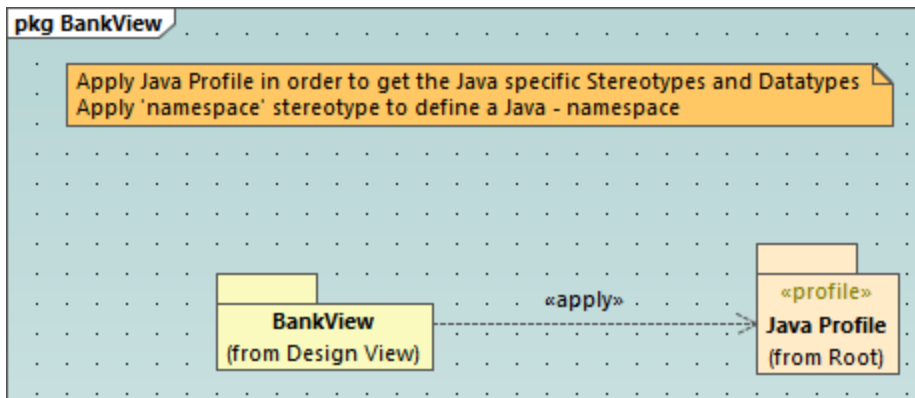 pkg BankView
Apply Java Profile in order to get the Java specific Stereotypes and Datatypes
Apply 'namespace' stereotype to define a Java - namespace
«apply»
BankView
(from Design View)
«profile»
Java Profile
(from Root)